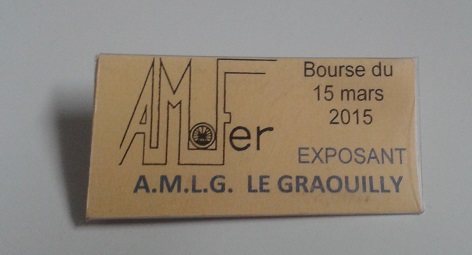 AMFer
Bourse du
15 mars
2015
EXPOSANT
A.M.L.G. LE GRAOUILLY